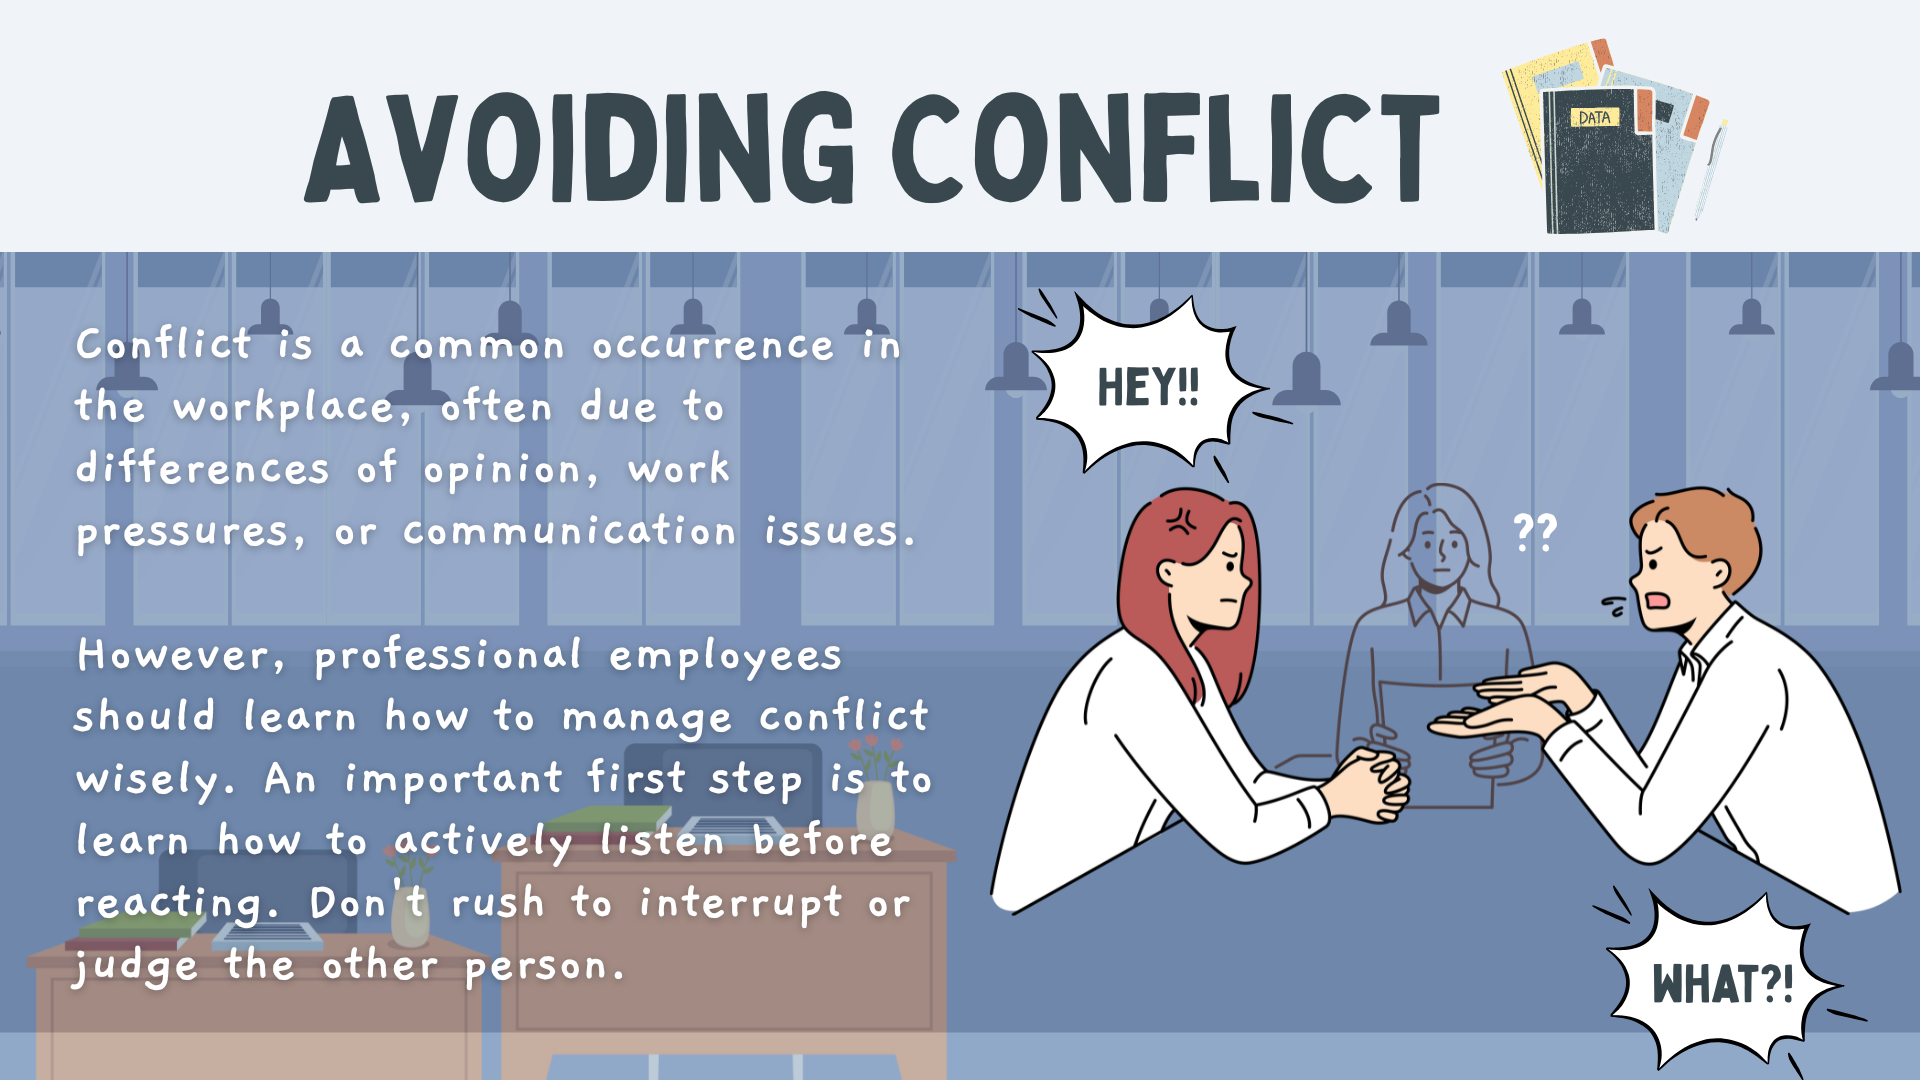 AVOIDING CONFLICT
DATA
Conflict is a common occurrence in
the workplace, often due to
differences of opinion, work
pressures, or communication issues.
However, professional employees
should learn how to manage conflict
wisely. An important first step is to
learn how to actively listen before
reacting. Don't rush to interrupt or
judge the other person.
HEY!!
??
WHAT?!